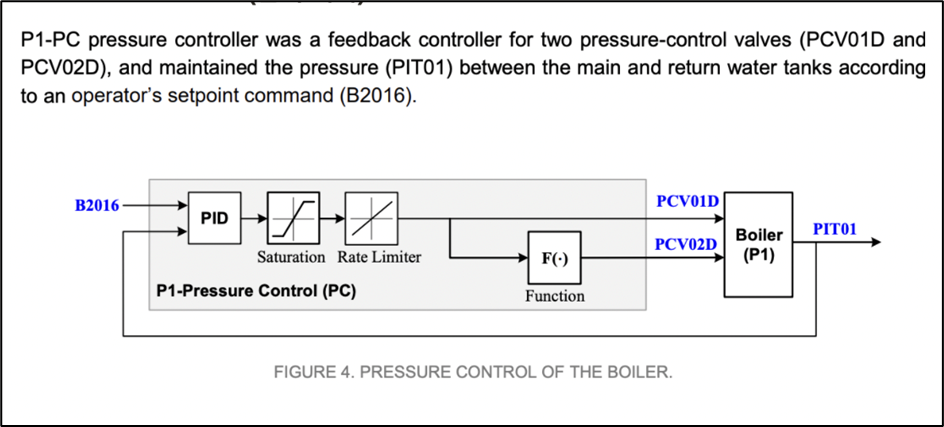 P1-PC pressure controller was a feedback controller for two pressure-control valves (PCV01D and
PCV02D), and maintained the pressure (PIT01) between the main and return water tanks according
to an operator's setpoint command (B2016).
B2016
PID
Saturation
Rate Limiter
F(·)
Function
P1-Pressure Control (PC)
PCV01D
PCV02D
Boiler
(P1)
PIT01
FIGURE 4. PRESSURE CONTROL OF THE BOILER.